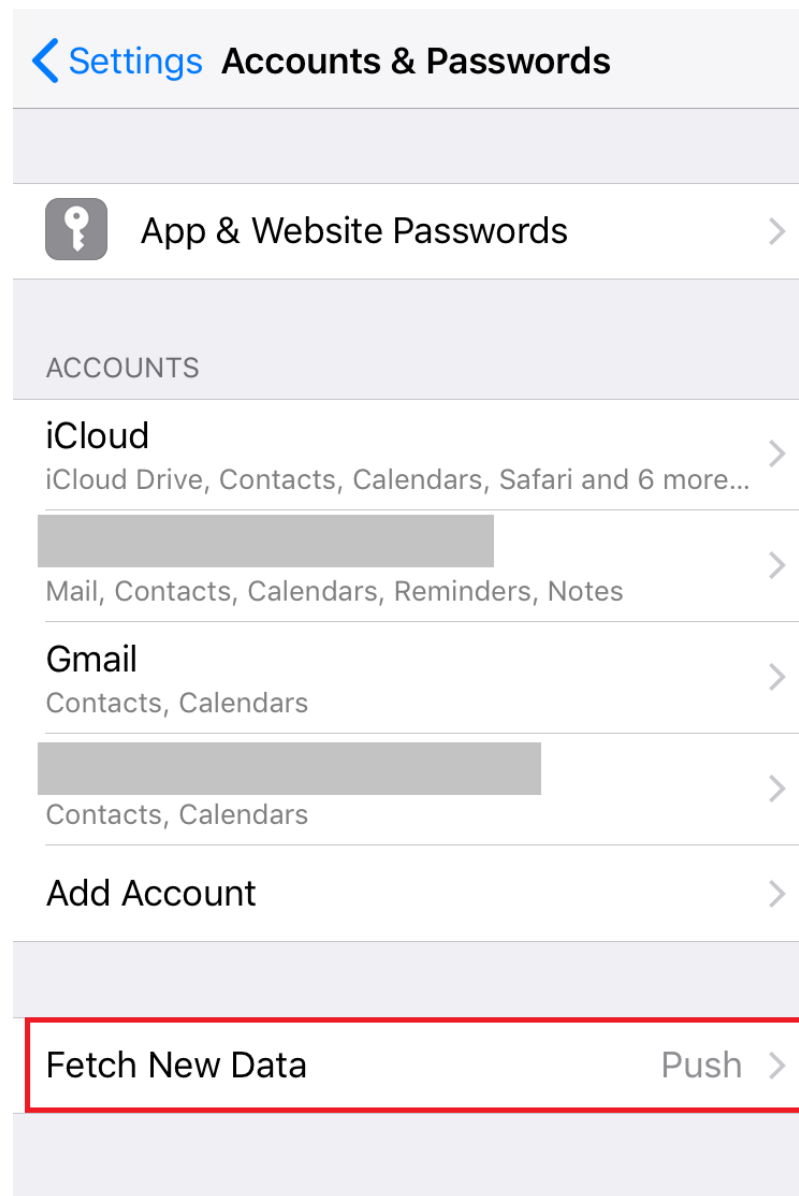 Settings Accounts & Passwords
App & Website Passwords
ACCOUNTS
iCloud
iCloud Drive, Contacts, Calendars, Safari and 6 more...
Mail, Contacts, Calendars, Reminders, Notes
Gmail
Contacts, Calendars
Contacts, Calendars
Add Account
Fetch New Data Push